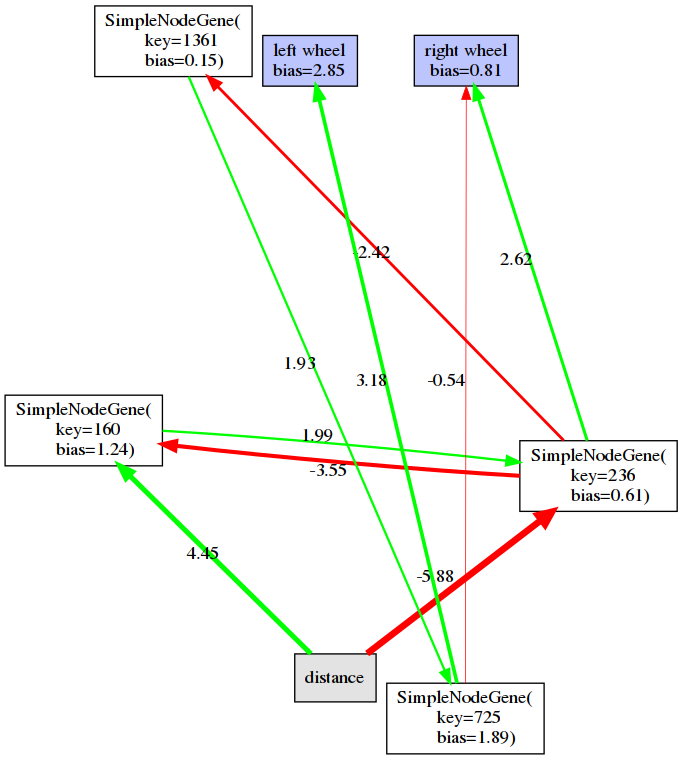 SimpleNodeGene(
key=1361
bias=0.15)
left wheel
bias=2.85
right wheel
bias=0.81
-2.42
2.62
1.93
3.18
-0.54
SimpleNodeGene(
key=160
bias=1.24)
1.99
-3.55
SimpleNodeGene(
key=236
bias=0.61)
4.45
-5.88
distance
SimpleNodeGene(
key=725
bias=1.89)